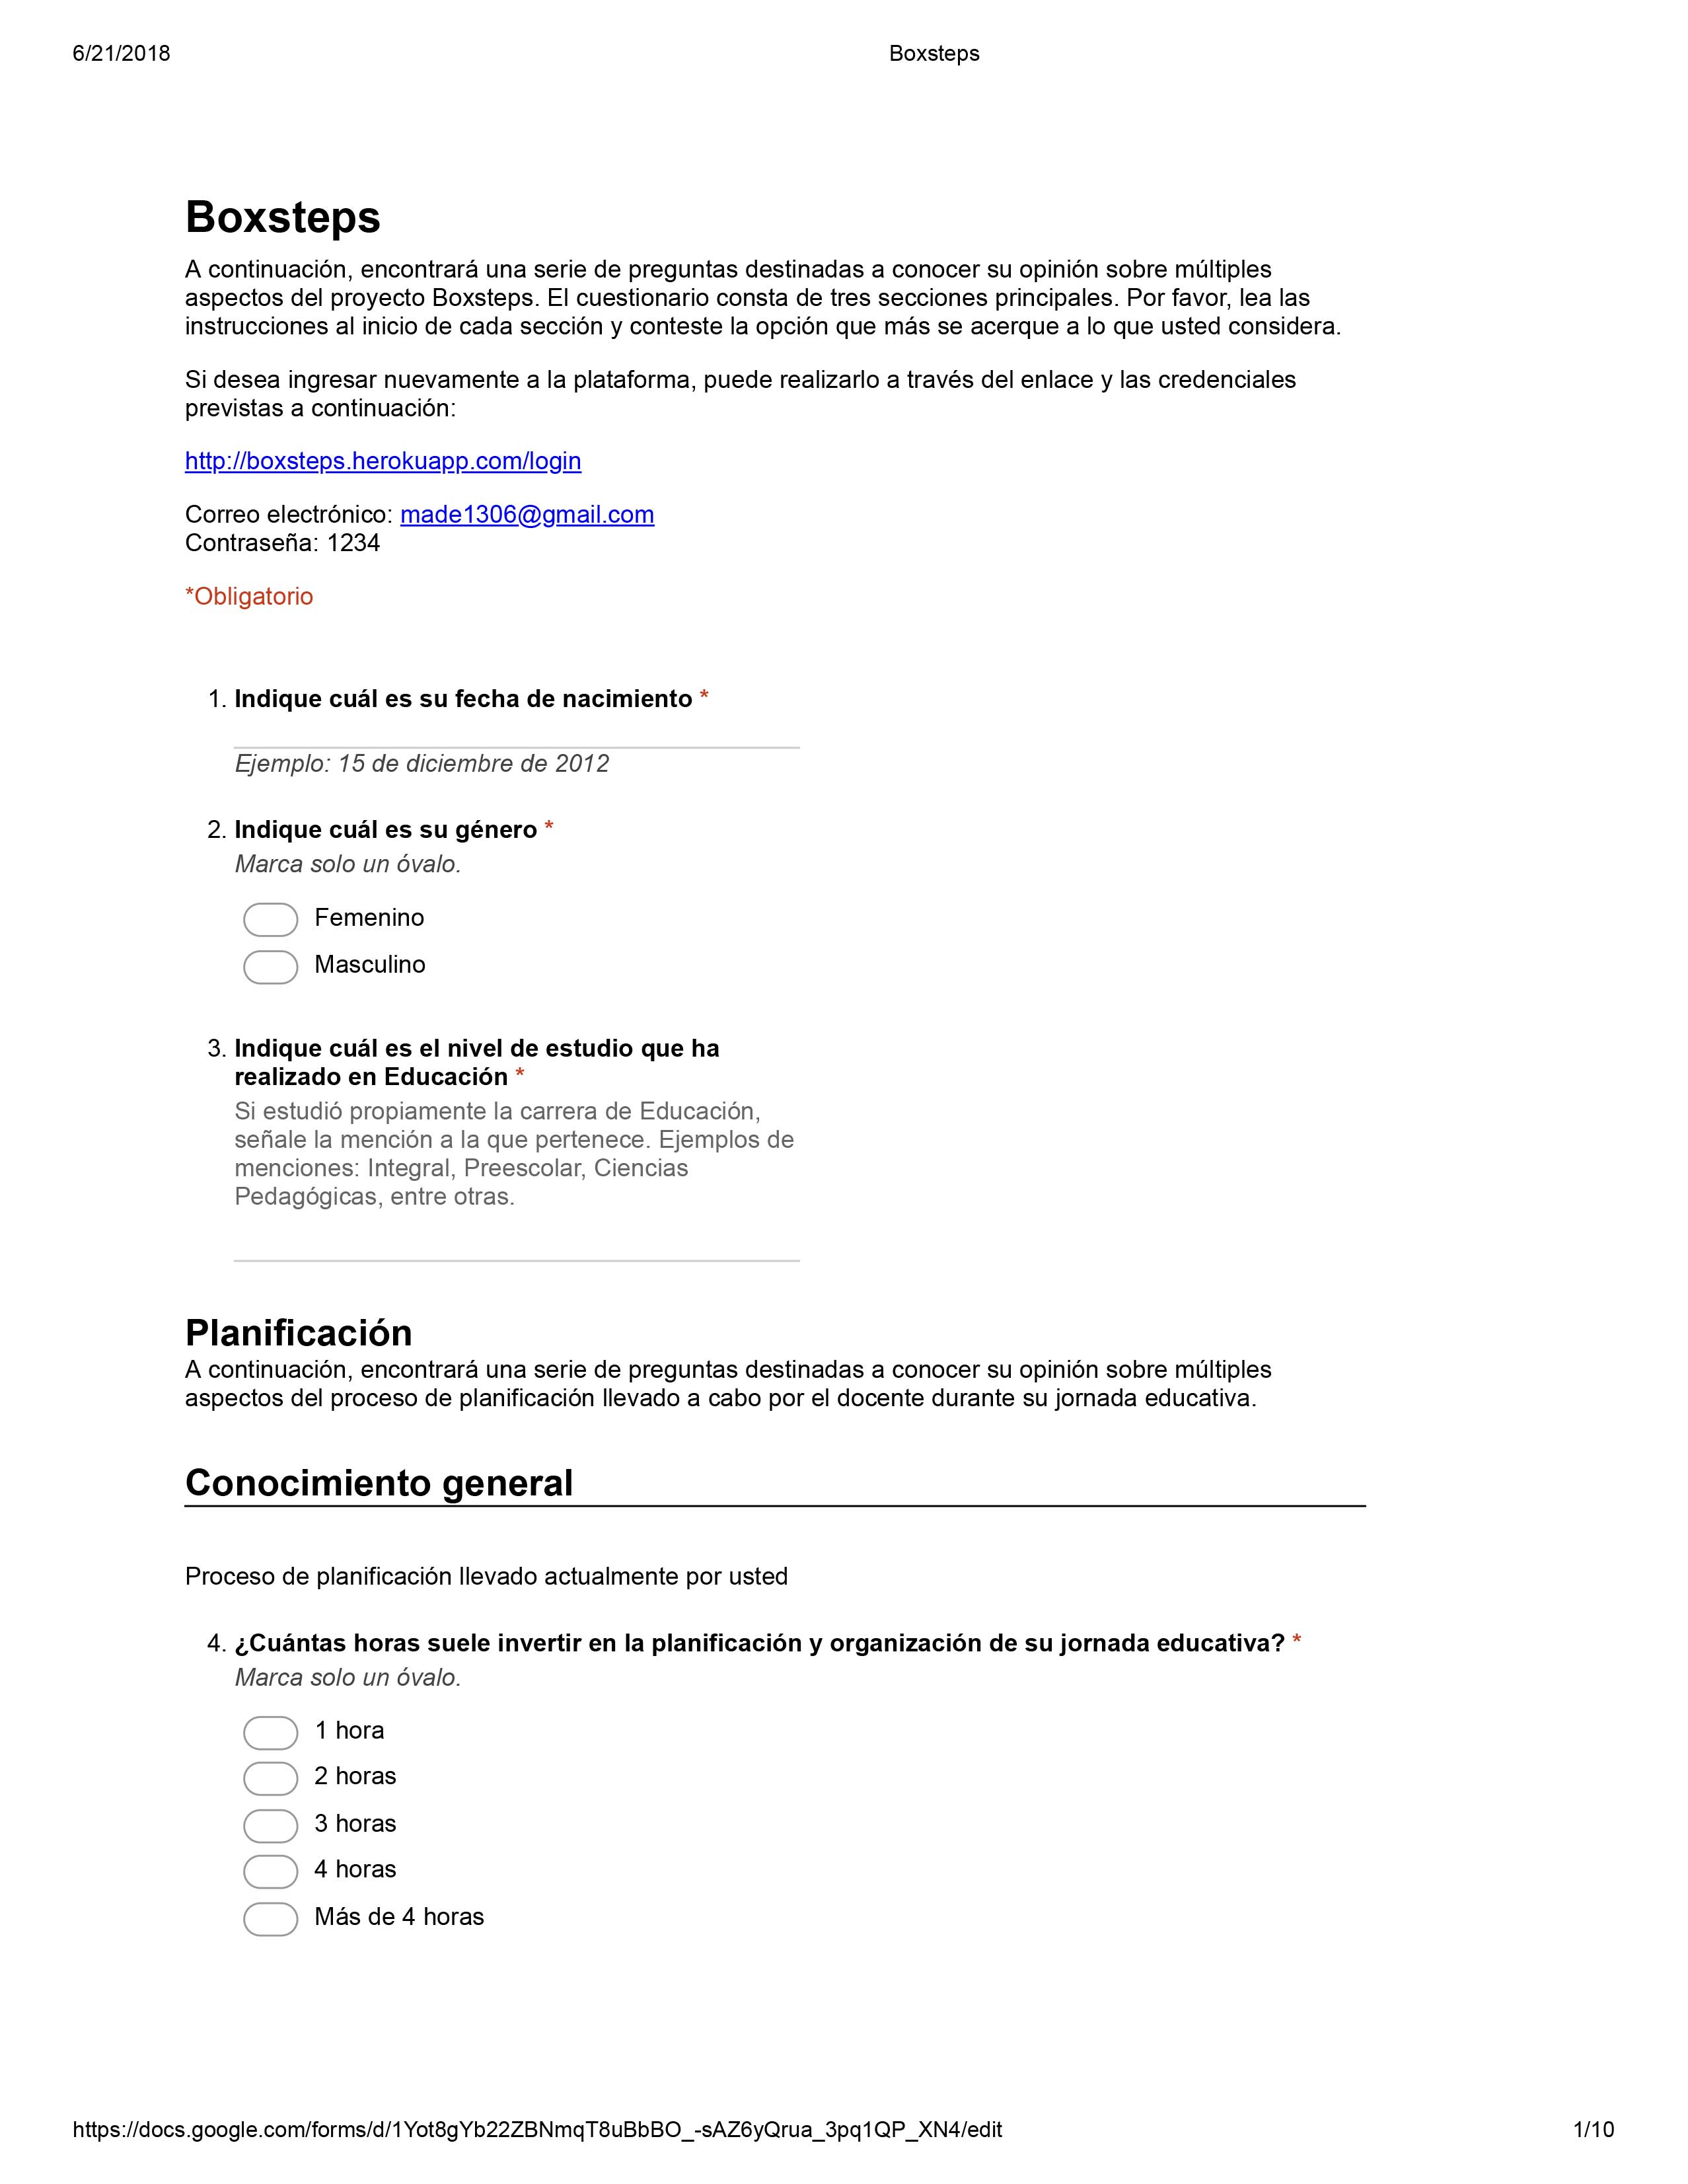 6/21/2018
Boxsteps
Boxsteps
A continuación, encontrará una serie de preguntas destinadas a conocer su opinión sobre múltiples
aspectos del proyecto Boxsteps. El cuestionario consta de tres secciones principales. Por favor, lea las
instrucciones al inicio de cada sección y conteste la opción que más se acerque a lo que usted considera.
Si desea ingresar nuevamente a la plataforma, puede realizarlo a través del enlace y las credenciales
previstas a continuación:
http://boxsteps.herokuapp.com/login
Correo electrónico: made1306@gmail.com
Contraseña: 1234
*Obligatorio
1. Indique cuál es su fecha de nacimiento *
Ejemplo: 15 de diciembre de 2012
2. Indique cuál es su género *
Marca solo un óvalo.
Femenino
Masculino
3. Indique cuál es el nivel de estudio que ha
realizado en Educación *
Si estudió propiamente la carrera de Educación,
señale la mención a la que pertenece. Ejemplos de
menciones: Integral, Preescolar, Ciencias
Pedagógicas, entre otras.
Planificación
A continuación, encontrará una serie de preguntas destinadas a conocer su opinión sobre múltiples
aspectos del proceso de planificación llevado a cabo por el docente durante su jornada educativa.
Conocimiento general
Proceso de planificación llevado actualmente por usted
4. ¿Cuántas horas suele invertir en la planificación y organización de su jornada educativa? *
Marca solo un óvalo.
1 hora
2 horas
3 horas
4 horas
Más de 4 horas
https://docs.google.com/forms/d/1Yot8gYb22ZBNmqT8uBbBO_-sAZ6yQrua_3pq1QP_XN4/edit
1/10